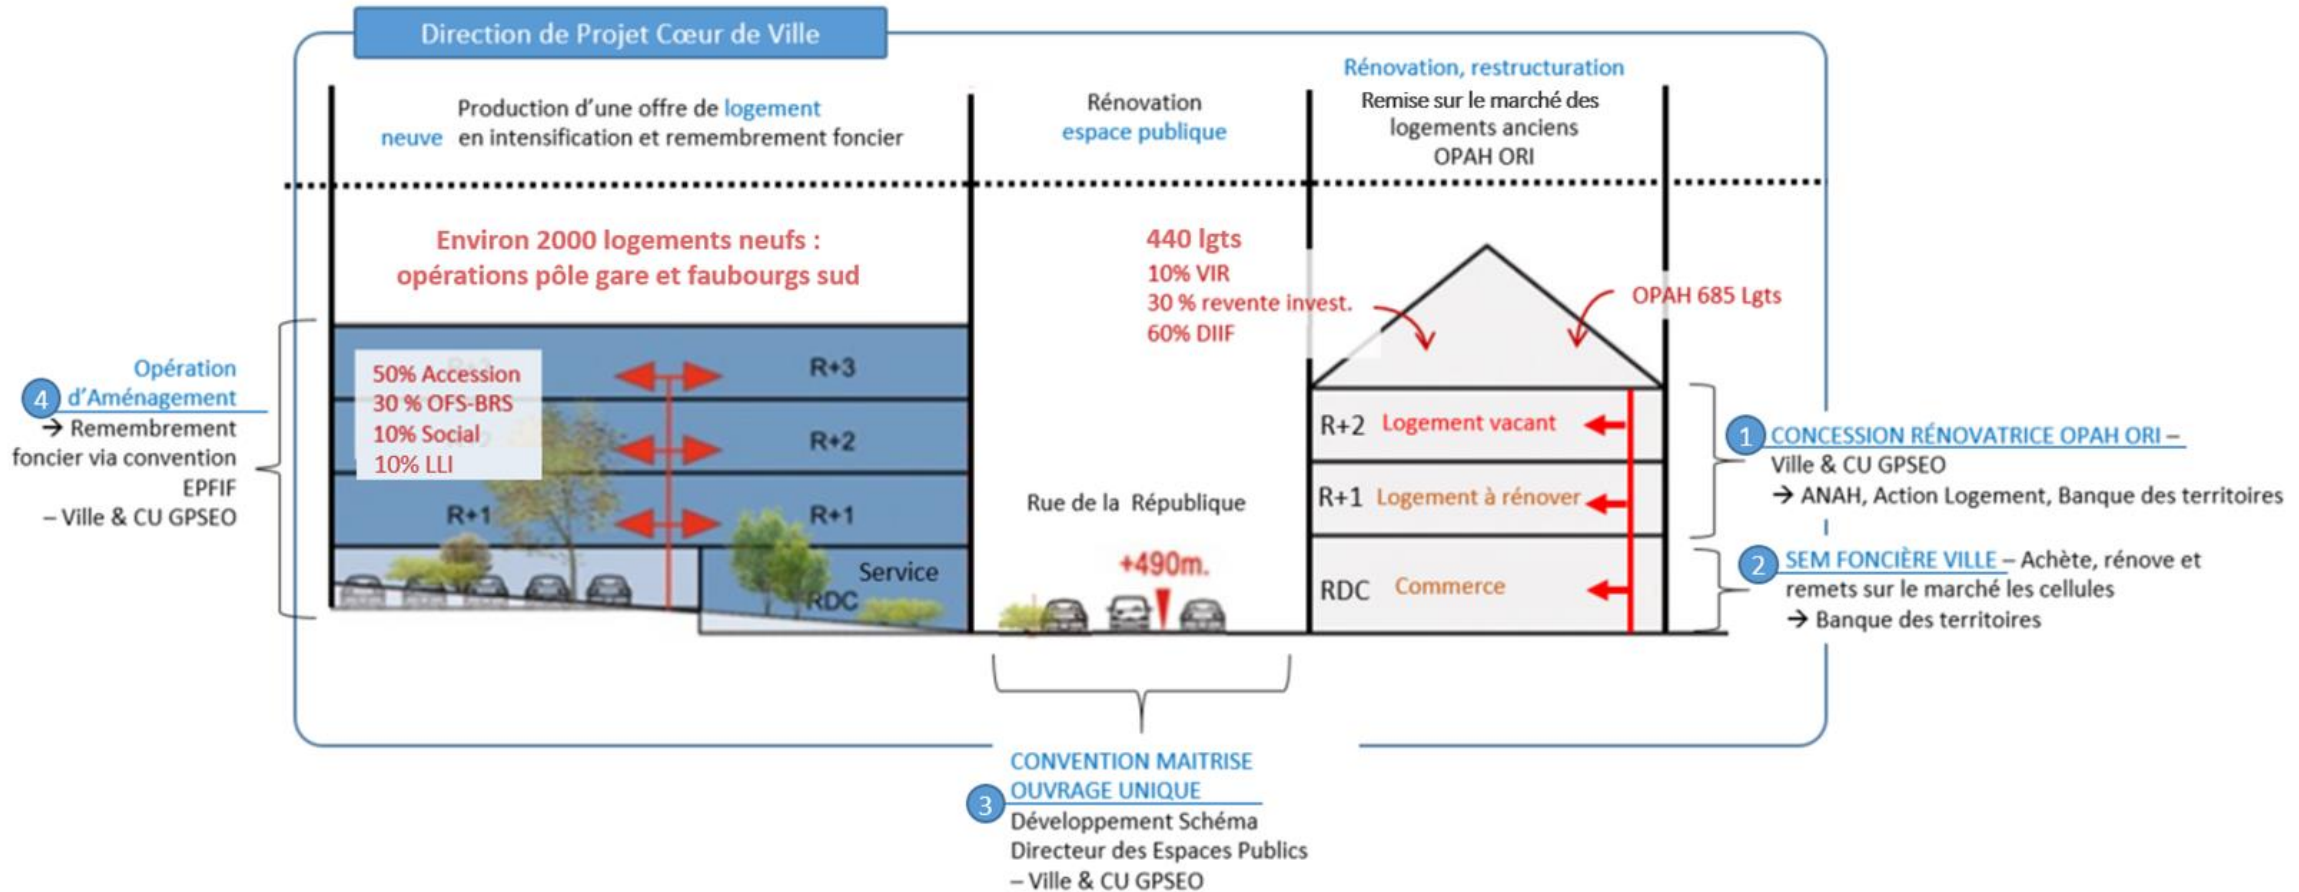 Direction de Projet Cœur de Ville
Production d’une offre de logement
neuve en intensification et remembrement foncier
Rénovation
espace publique
Rénovation, restructuration
Remise sur le marché des
logements anciens
OPAH ORI
Environ 2000 logements neufs :
opérations pôle gare et faubourgs sud
440 lgts
10% VIR
30 % revente invest.
60% DIIF
OPAH 685 Lgts
4
Opération
d’Aménagement
→ Remembrement
foncier via convention
EPFIF
– Ville & CU GPSEO
50% Accession
30 % OFS-BRS
10% Social
10% LLI
R+3
R+2
R+1
R+1
Service
RDC
Rue de la République
+490m.
R+2 Logement vacant
R+1 Logement à rénover
RDC Commerce
1 CONCESSION RÉNOVATRICE OPAH ORI –
Ville & CU GPSEO
→ ANAH, Action Logement, Banque des territoires
2 SEM FONCIÈRE VILLE – Achète, rénove et
remets sur le marché les cellules
→ Banque des territoires
3
CONVENTION MAITRISE
OUVRAGE UNIQUE
Développement Schéma
Directeur des Espaces Publics
– Ville & CU GPSEO